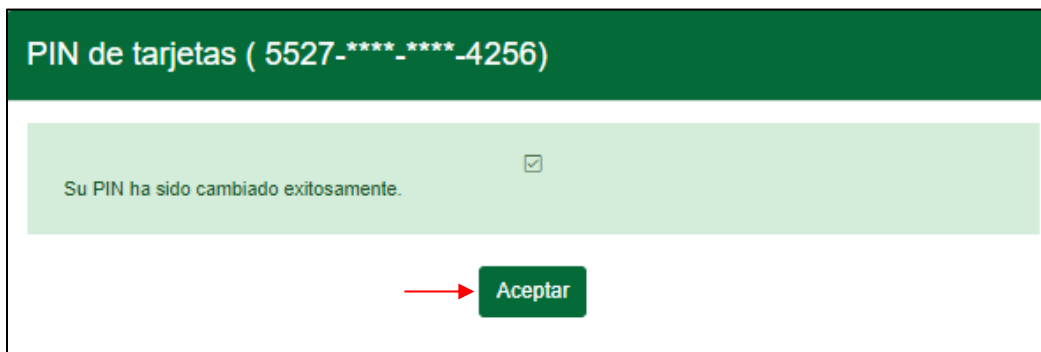 PIN de tarjetas ( 5527-****-****-4256)
Su PIN ha sido cambiado exitosamente.
Aceptar